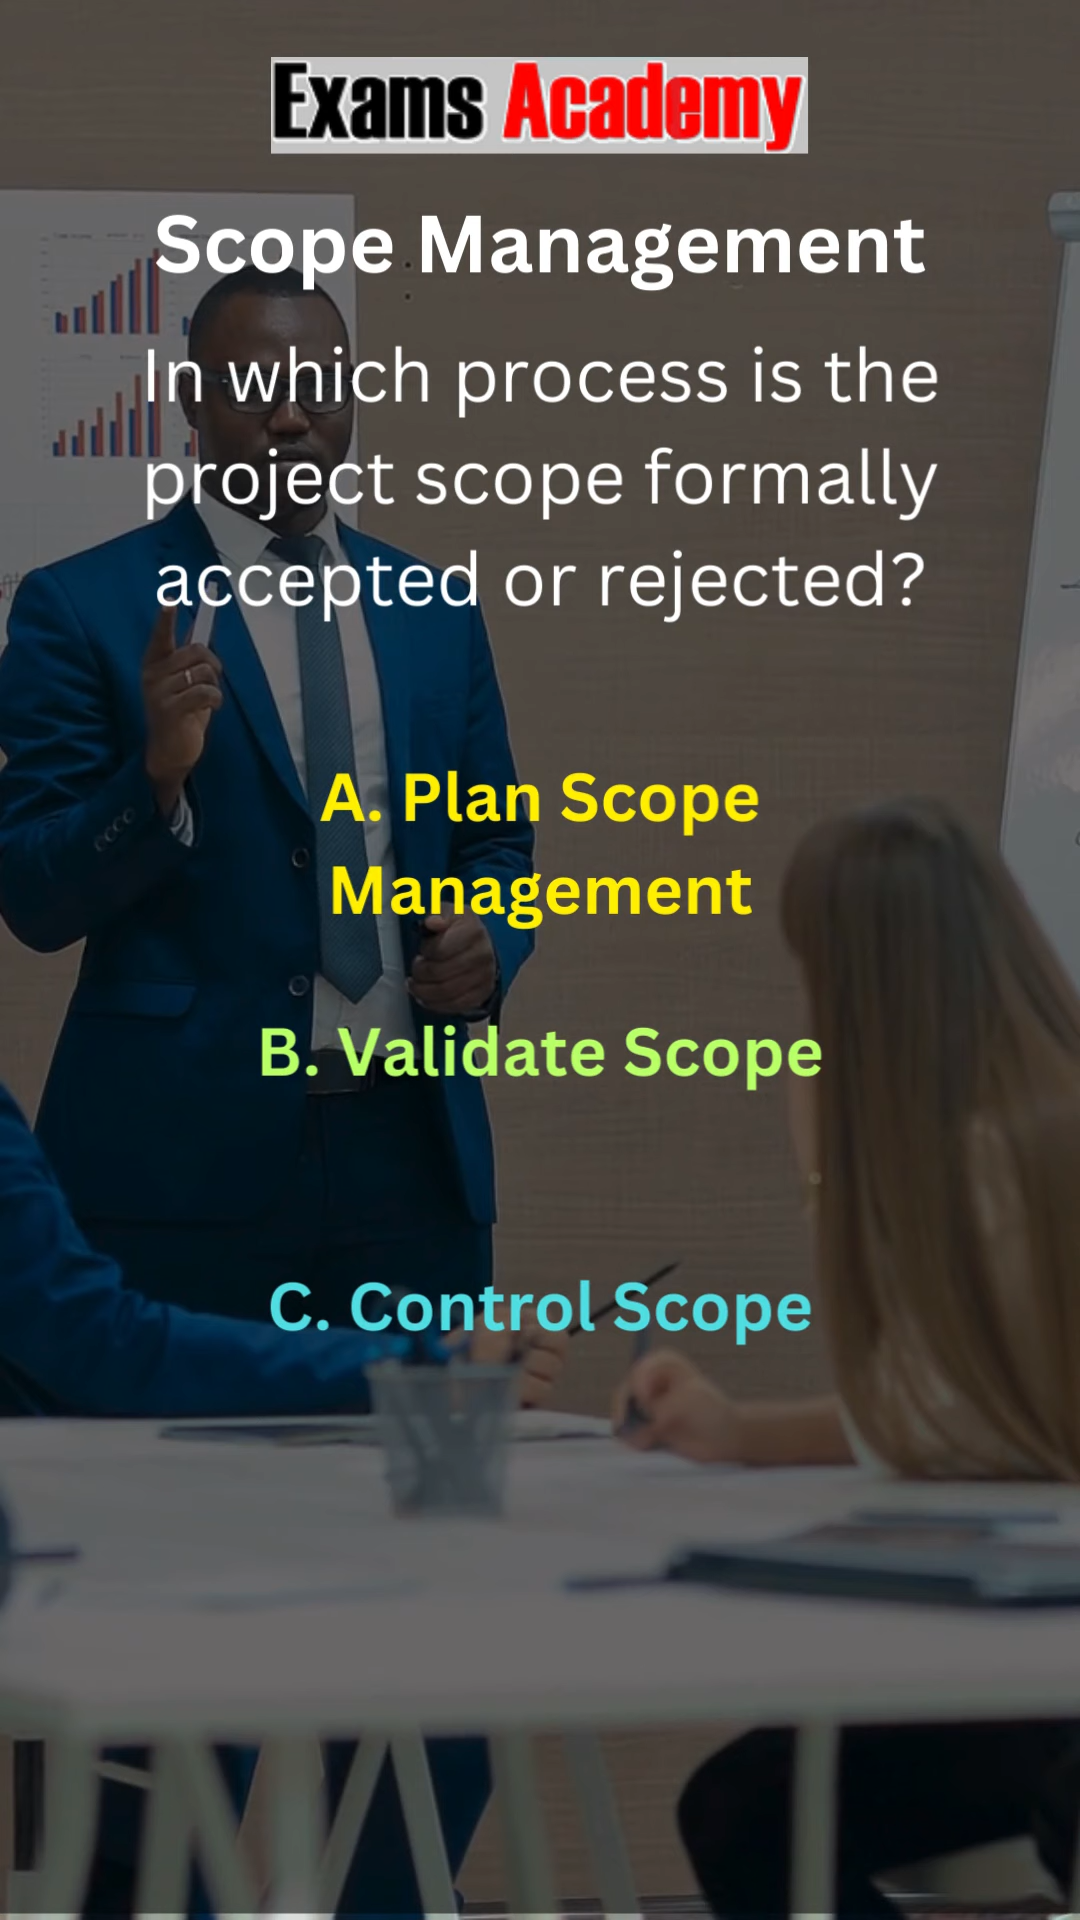 Exams Academy
Scope Management
In which process is the
project scope formally
accepted or rejected?
A. Plan Scope
Management
B. Validate Scope
C. Control Scope